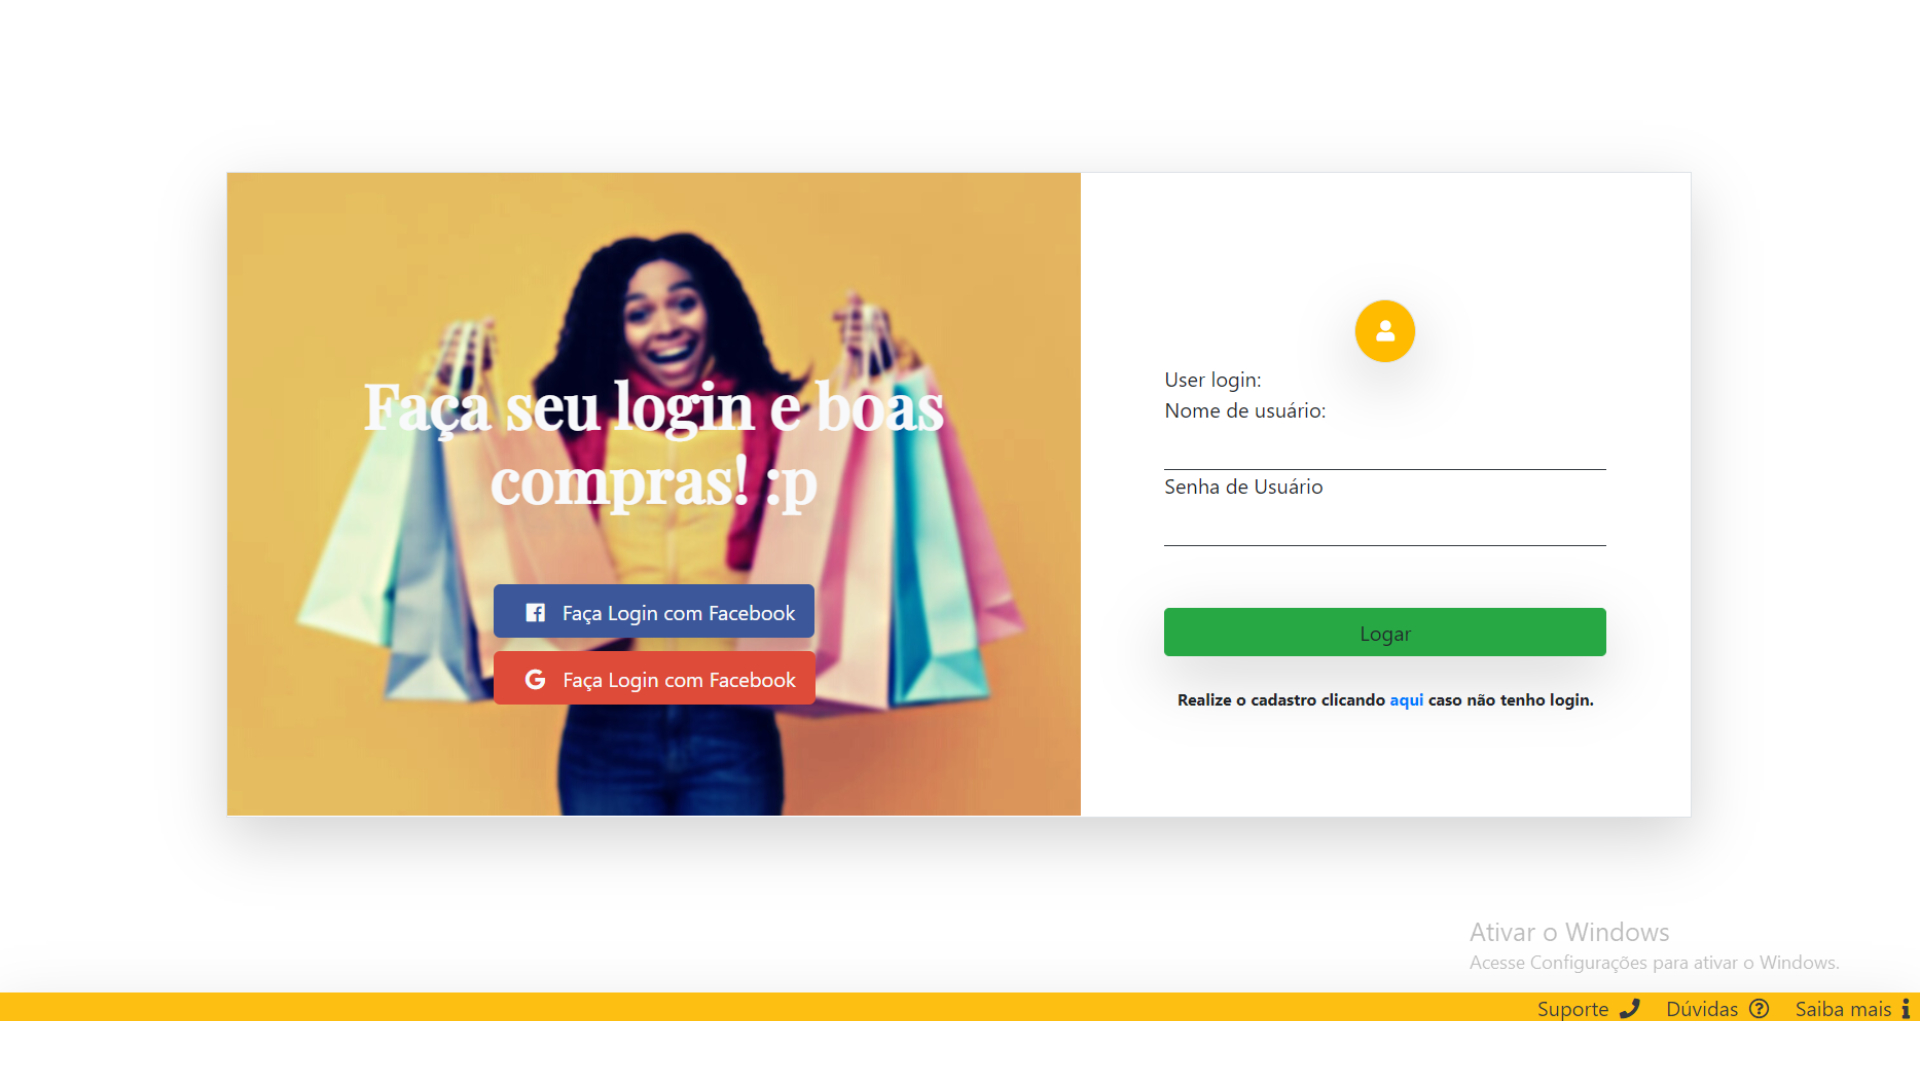 Faça seu login e boas
compras! :p
Faça Login com Facebook
Faça Login com Facebook
User login:
Nome de usuário:
Senha de Usuário
Logar
Realize o cadastro clicando aqui caso não tenho login.
Ativar o Windows
Acesse Configurações para ativar o Windows.
Suporte Dúvidas Saiba mais